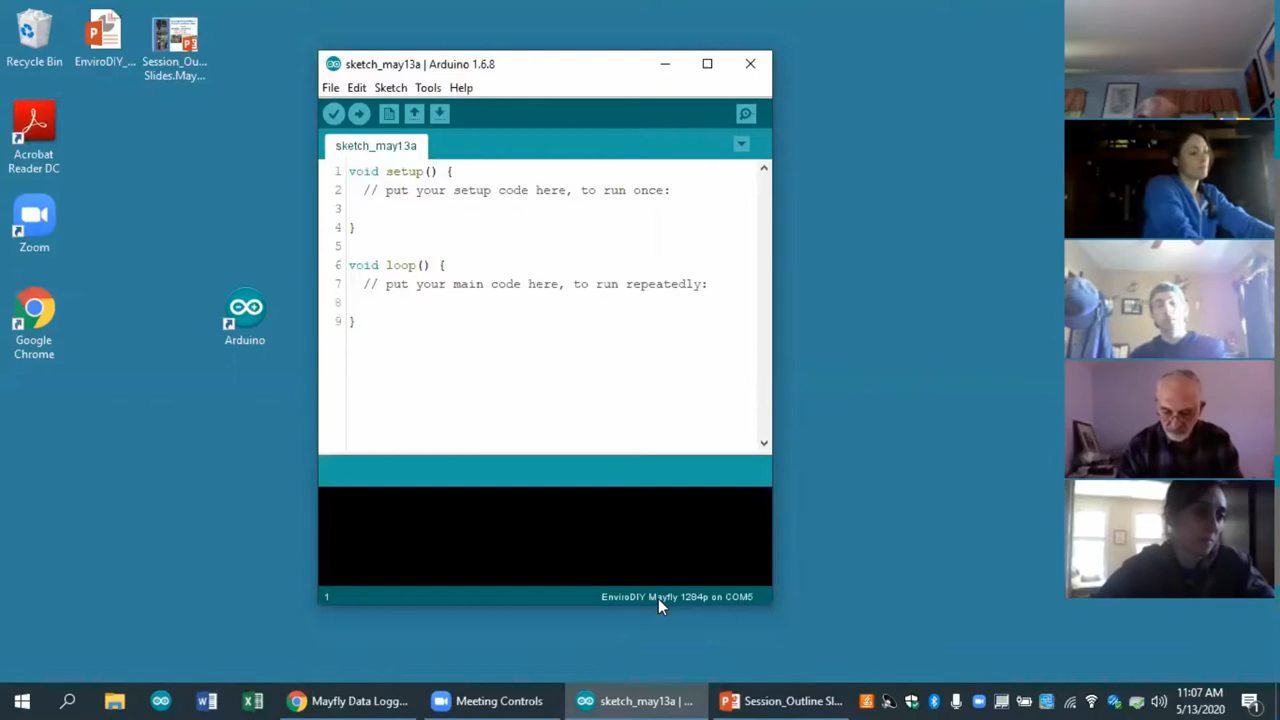 Recycle Bin
EnviroDIY_...
Session_Ou...
Slides.May...
Acrobat
Reader DC
Zoom
Google
Chrome
Arduino
sketch_may13a | Arduino 1.6.8
File Edit Sketch Tools Help
sketch_may13a
1 void setup() {
2 // put your setup code here, to run once:
3
4 }
5
6 void loop() {
7 // put your main code here, to run repeatedly:
8
9 }
1 EnviroDIY Mayfly 1284p on COM5
Mayfly Data Logg...
Meeting Controls
sketch_may13a | ...
Session_Outline Sl...
11:07 AM
5/13/2020
1